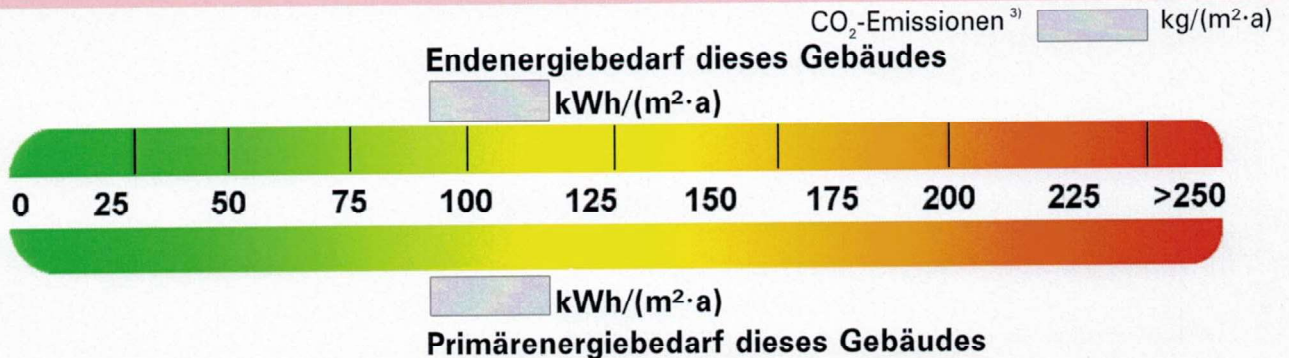 CO₂-Emissionen ³⁾ kg/(m²·a)
Endenergiebedarf dieses Gebäudes
kWh/(m²·a)
0 25 50 75 100 125 150 175 200 225 >250
kWh/(m²·a)
Primärenergiebedarf dieses Gebäudes